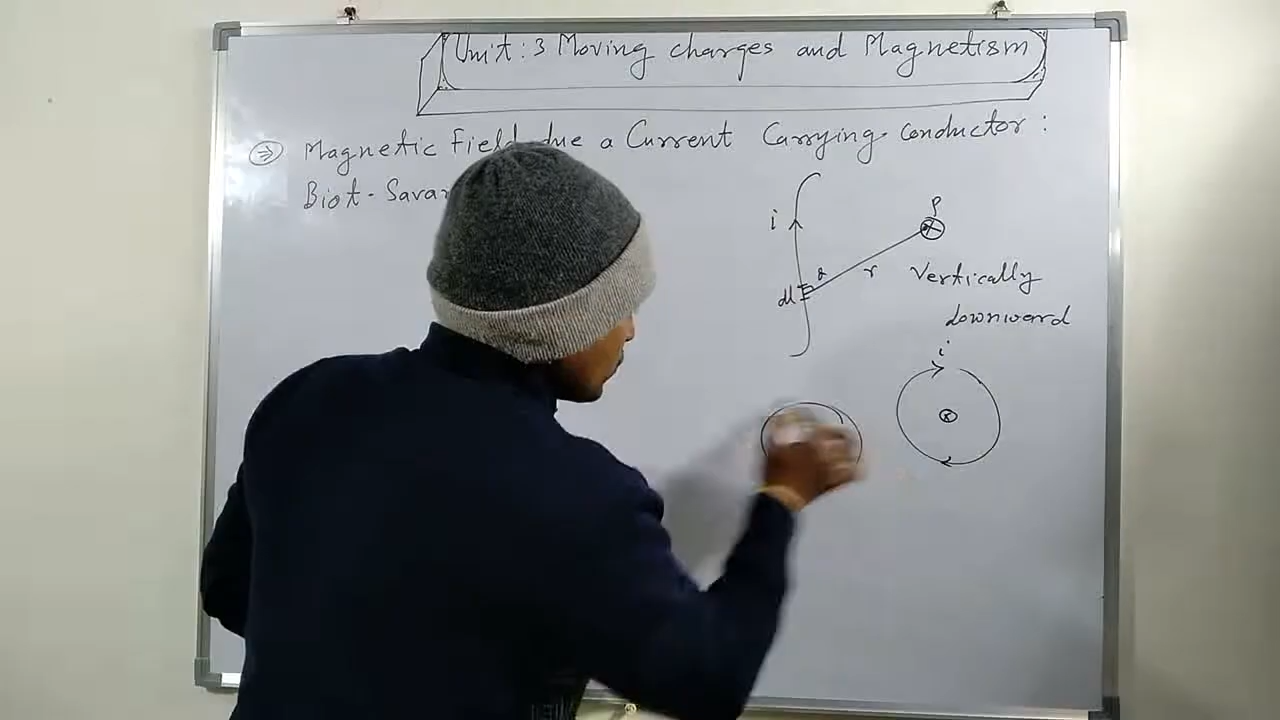 Unit: 3 Moving charges and Magnetism
Magnetic Field due a Current Carrying Conductor:
Biot-Savar
i
P
r
dl
Vertically
downward
i